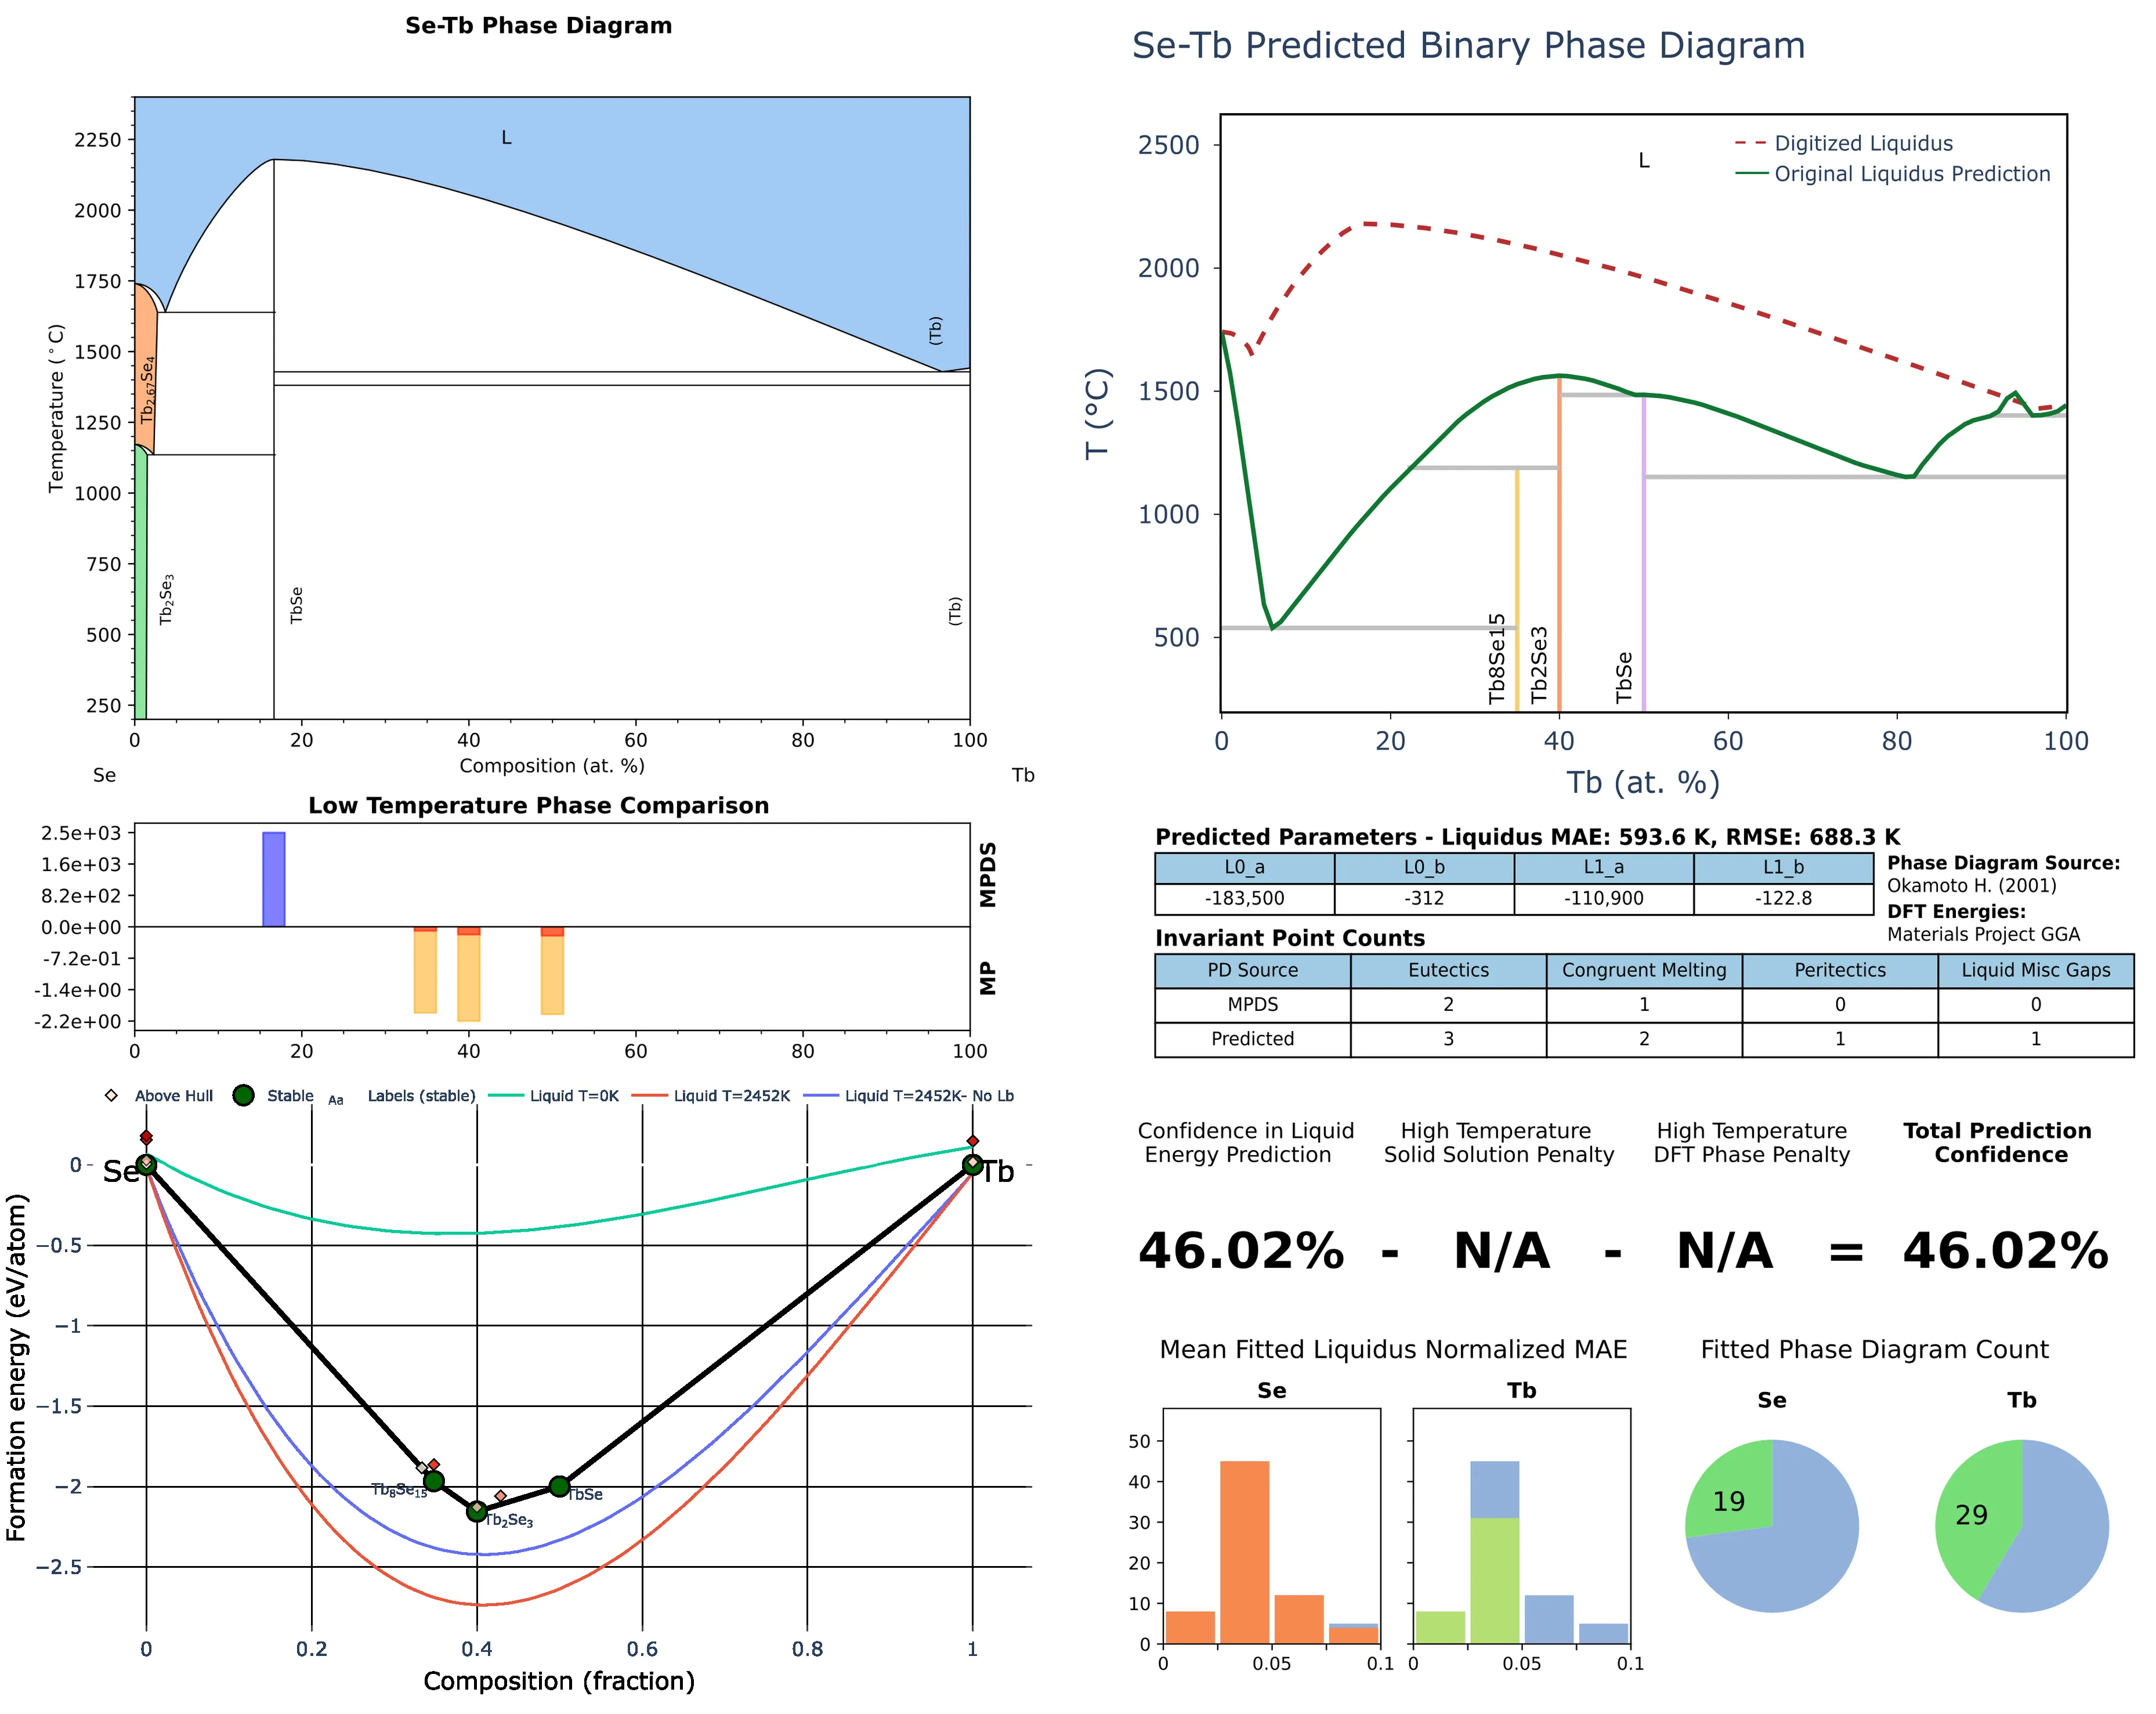 Se-Tb Phase Diagram
2250
2000
1750
1500
1250
1000
750
500
250
Temperature (°C)
L
Tb2.67Se4
Tb2Se3
TbSe
(Tb)
(Tb)
0 20 40 60 80 100
Composition (at. %)
Se Tb
Low Temperature Phase Comparison
2.5e+03
1.6e+03
8.2e+02
0.0e+00
-7.2e-01
-1.4e+00
-2.2e+00
MPDS
MP
0 20 40 60 80 100
Above Hull Stable Aa Labels (stable) Liquid T=0K Liquid T=2452K Liquid T=2452K- No Lb
0
−0.5
−1
−1.5
−2
−2.5
Formation energy (eV/atom)
Se
Tb
Tb8Se15
Tb2Se3
TbSe
0 0.2 0.4 0.6 0.8 1
Composition (fraction)
Se-Tb Predicted Binary Phase Diagram
2500
2000
1500
1000
500
T (°C)
L
Digitized Liquidus
Original Liquidus Prediction
Tb8Se15
Tb2Se3
TbSe
0 20 40 60 80 100
Tb (at. %)
Predicted Parameters - Liquidus MAE: 593.6 K, RMSE: 688.3 K
L0_a L0_b L1_a L1_b
-183,500 -312 -110,900 -122.8
Phase Diagram Source:
Okamoto H. (2001)
DFT Energies:
Materials Project GGA
Invariant Point Counts
PD Source Eutectics Congruent Melting Peritectics Liquid Misc Gaps
MPDS 2 1 0 0
Predicted 3 2 1 1
Confidence in Liquid
Energy Prediction
High Temperature
Solid Solution Penalty
High Temperature
DFT Phase Penalty
Total Prediction
Confidence
46.02% - N/A - N/A = 46.02%
Mean Fitted Liquidus Normalized MAE
Se Tb
50
40
30
20
10
0
0 0.05 0.1 0 0.05 0.1
Fitted Phase Diagram Count
Se Tb
19 29